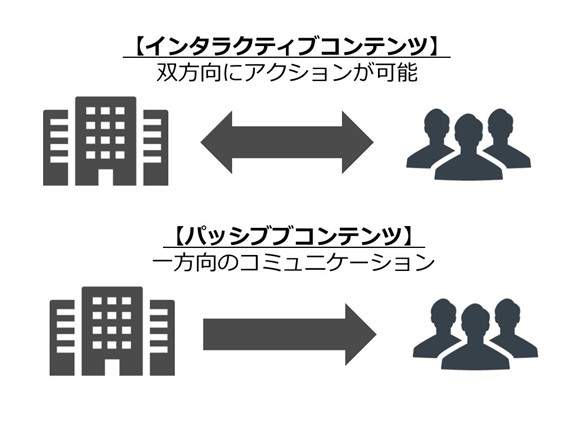 【インタラクティブコンテンツ】
双方向にアクションが可能
【パッシブブコンテンツ】
一方向のコミュニケーション